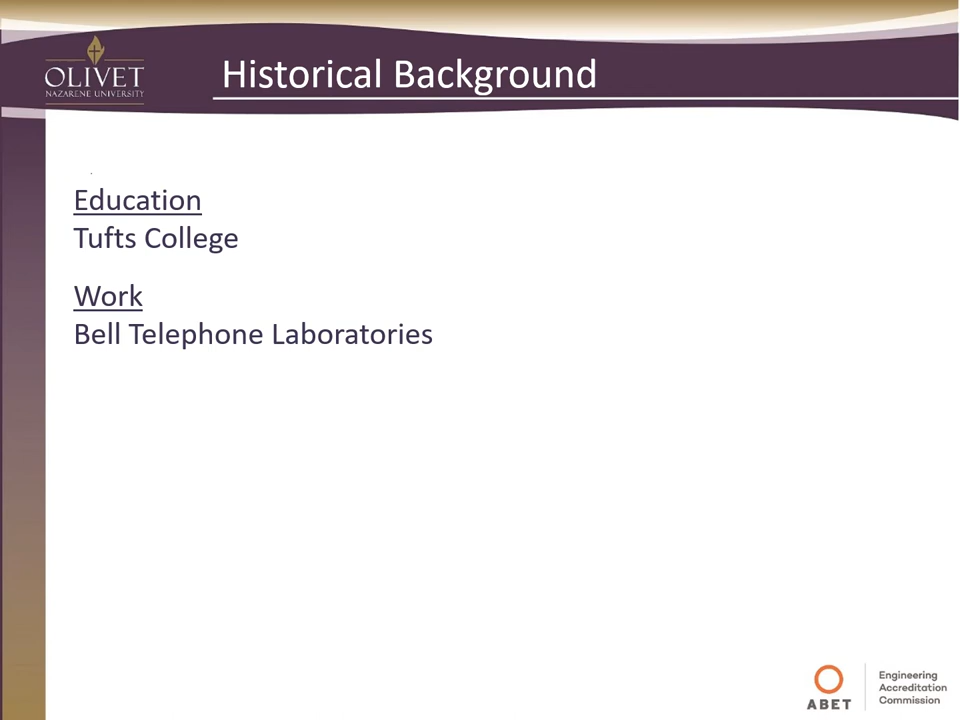 OLIVET
NAZARENE UNIVERSITY
Historical Background
Education
Tufts College
Work
Bell Telephone Laboratories
ABET
Engineering
Accreditation
Commission